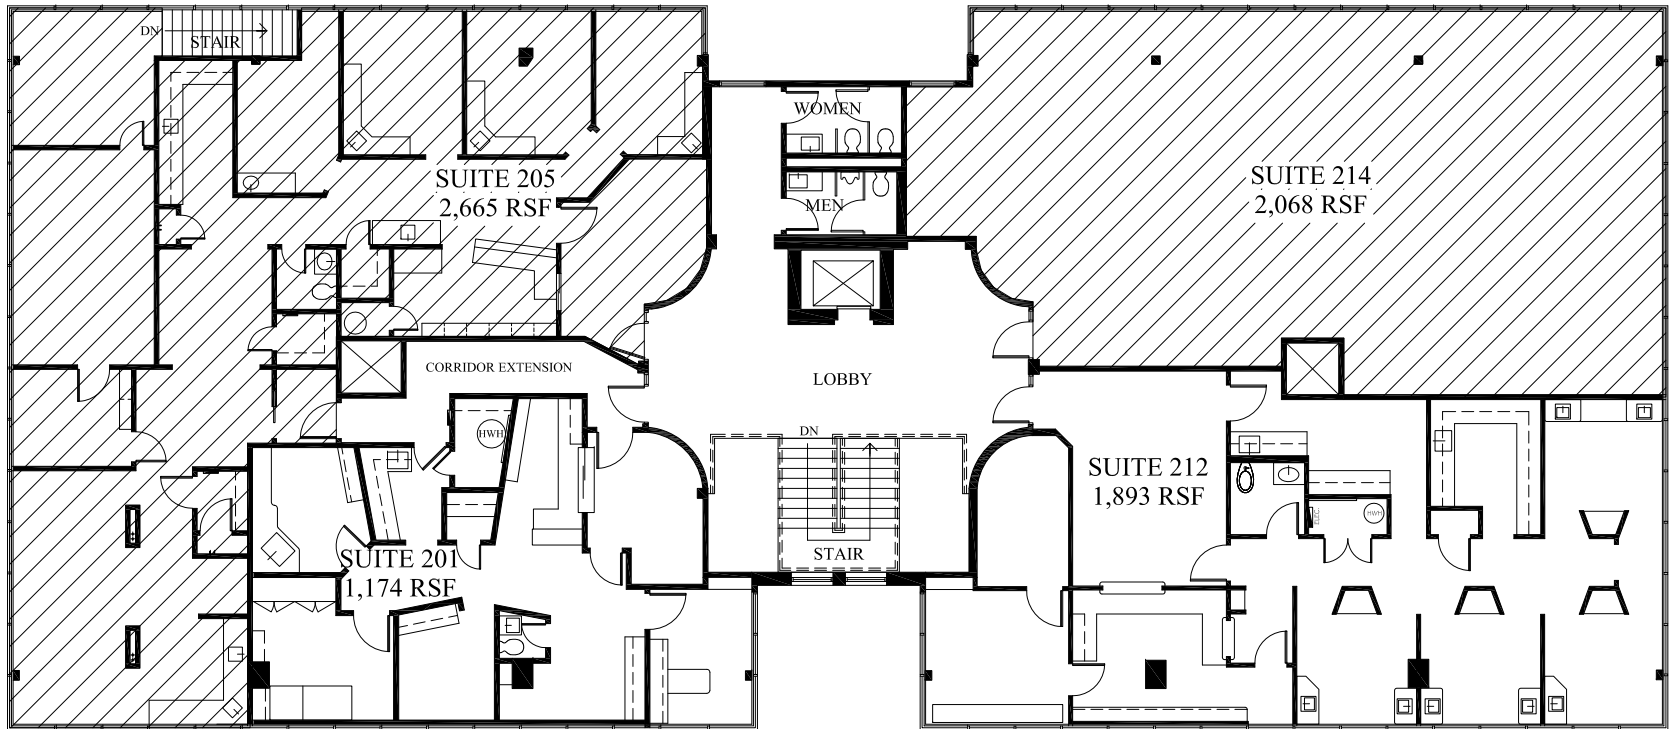 DN
STAIR
WOMEN
MEN
SUITE 205
2,665 RSF
SUITE 214
2,068 RSF
CORRIDOR EXTENSION
LOBBY
DN
HWH
SUITE 212
1,893 RSF
ELEC.
HWH
STAIR
SUITE 201
1,174 RSF